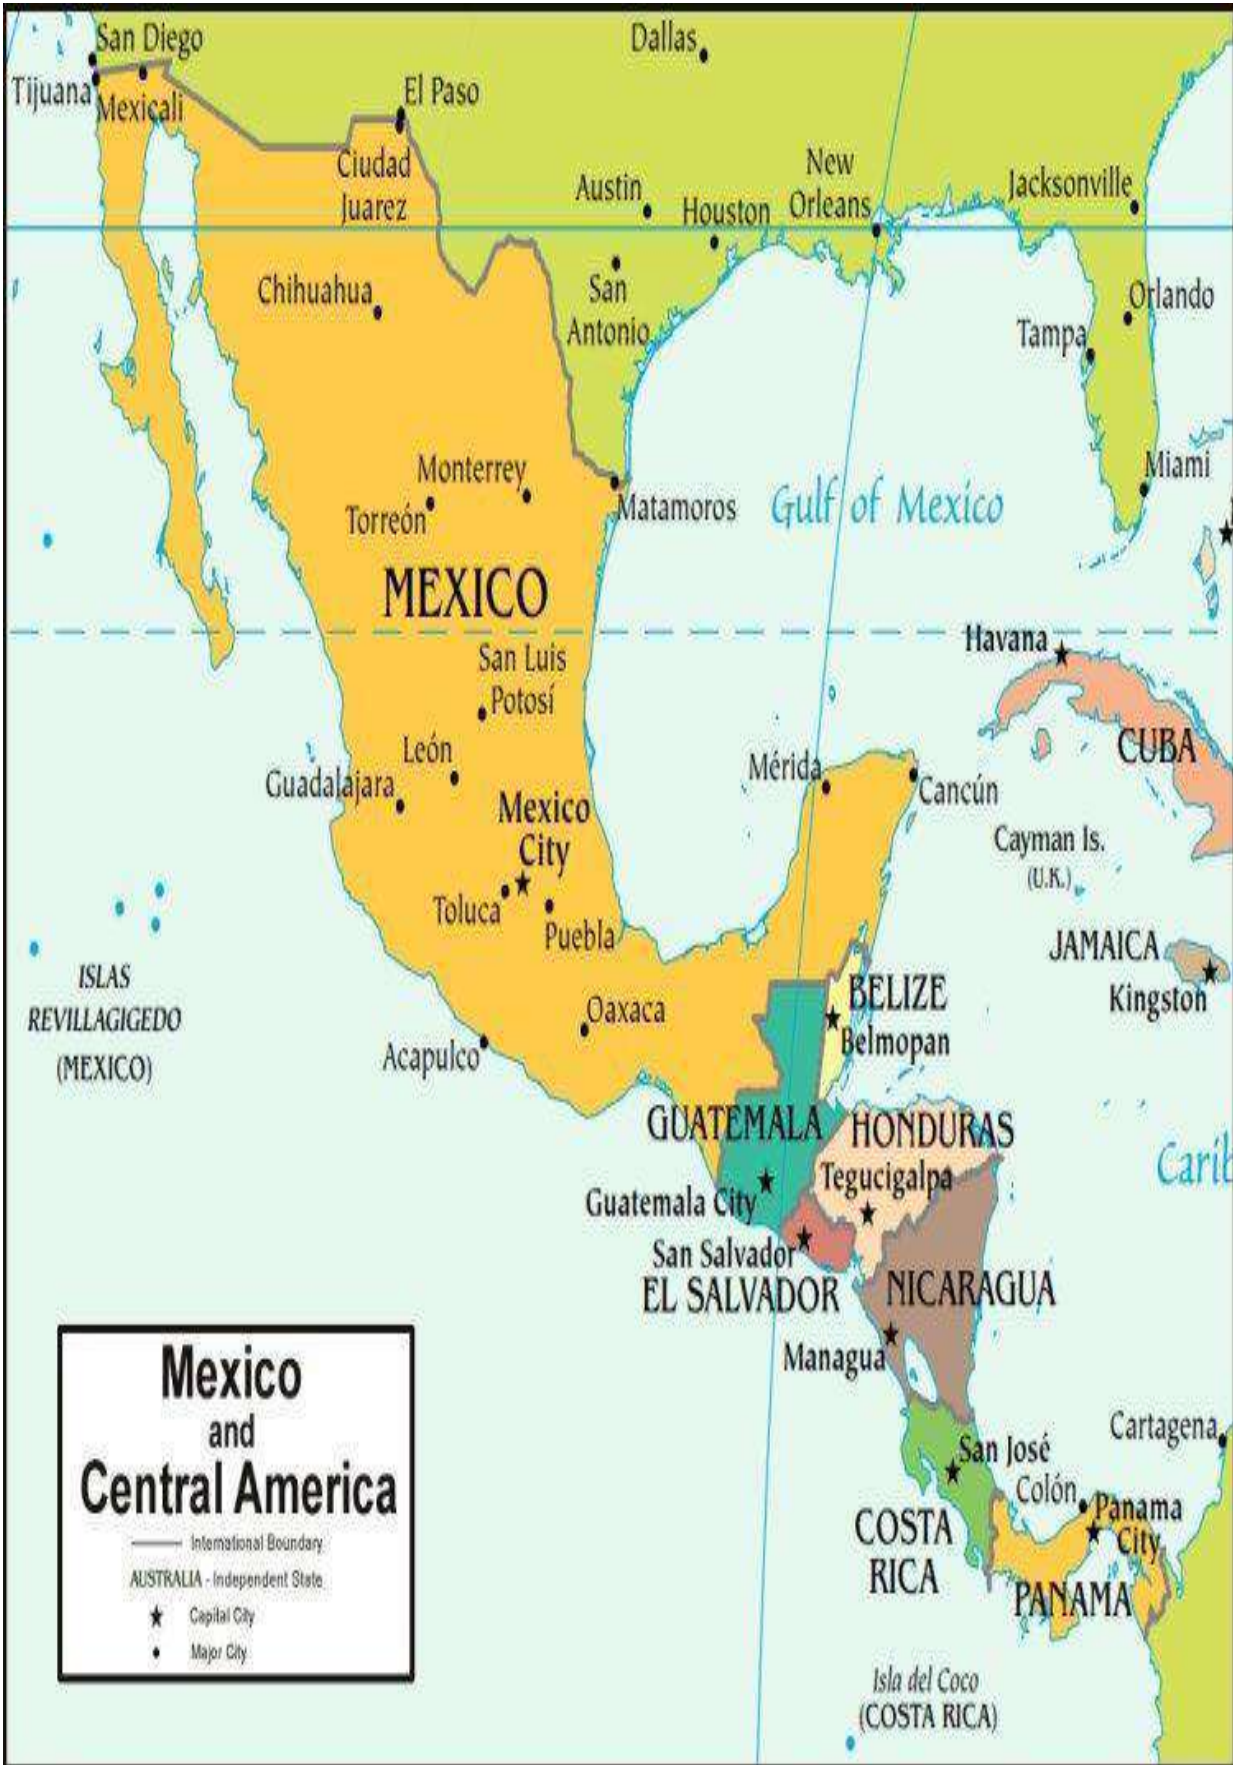 San Diego
Dallas
Tijuana
Mexicali
El Paso
Ciudad
Juarez
Austin
Houston
New
Orleans
Jacksonville
Chihuahua
San
Antonio
Orlando
Tampa
Monterrey
Torreón
Matamoros
Gulf of Mexico
Miami
MEXICO
Havana
San Luis
Potosí
León
Guadalajara
Mexico
City
Mérida
Cancún
CUBA
Cayman Is.
(U.K.)
Toluca
Puebla
ISLAS
REVILLAGIGEDO
(MEXICO)
JAMAICA
Kingston
Oaxaca
Acapulco
BELIZE
Belmopan
GUATEMALA
HONDURAS
Tegucigalpa
Carib
Guatemala City
San Salvador
EL SALVADOR
NICARAGUA
Managua
Mexico
and
Central America
International Boundary
AUSTRALIA - Independent State
Capital City
Major City
Cartagena
San José
Colón
Panama
City
COSTA
RICA
PANAMA
Isla del Coco
(COSTA RICA)